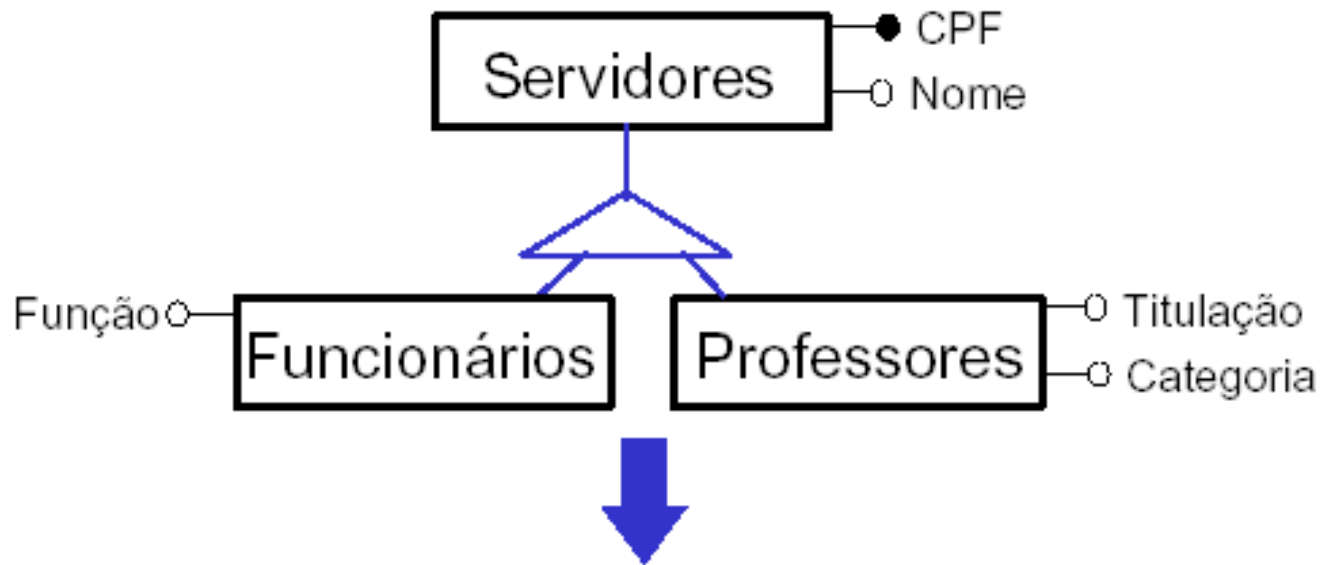 Servidores
CPF
Nome
Função
Funcionários
Professores
Titulação
Categoria